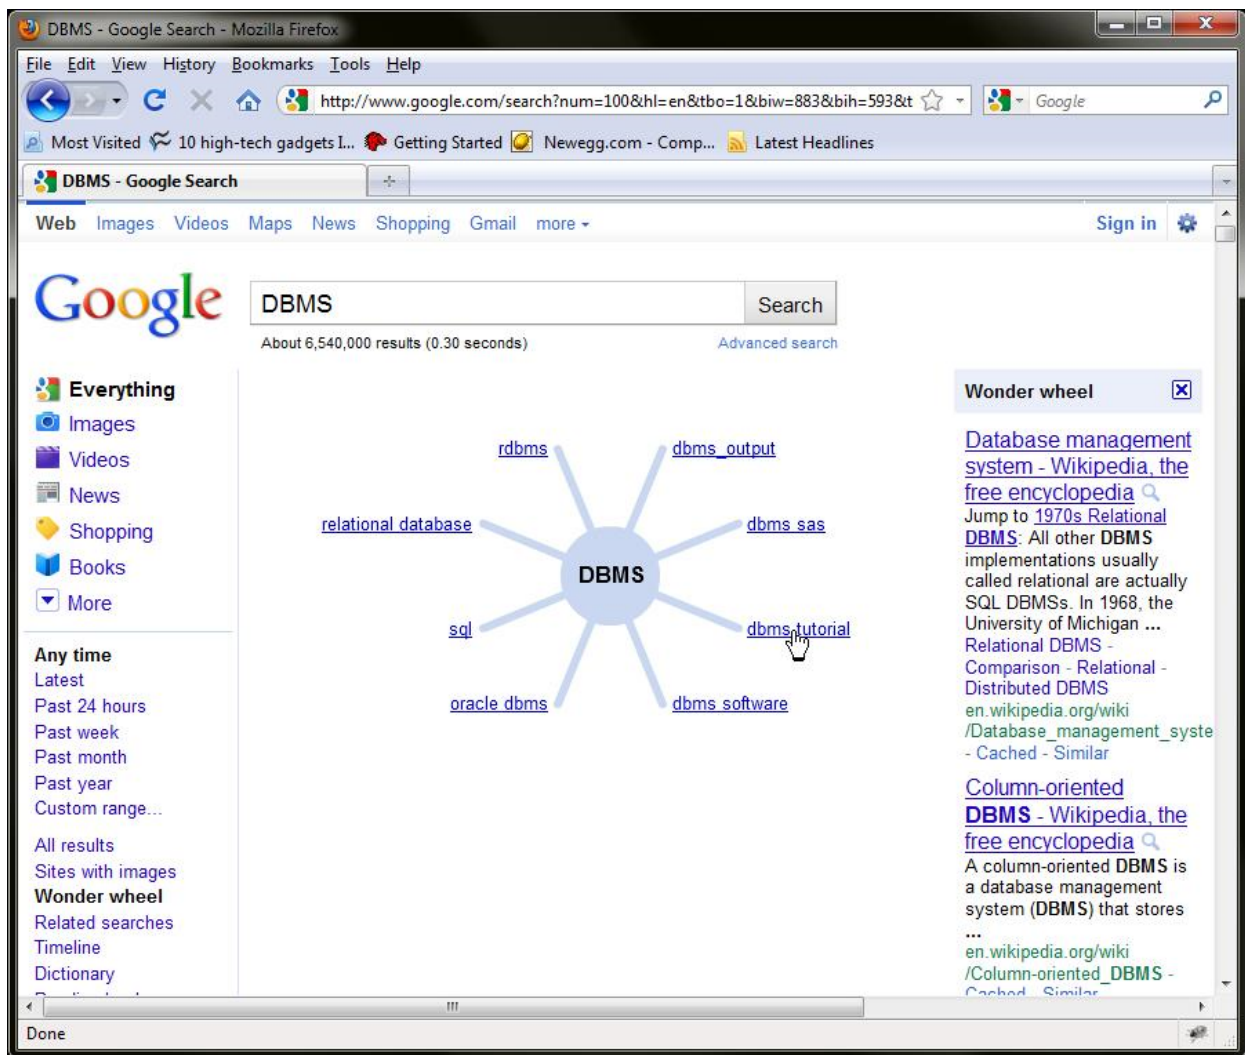 DBMS - Google Search - Mozilla Firefox
File Edit View History Bookmarks Tools Help
http://www.google.com/search?num=100&hl=en&tbo=1&biw=883&bih=593&t
Google
Most Visited 10 high-tech gadgets I... Getting Started Newegg.com - Comp... Latest Headlines
DBMS - Google Search
Web Images Videos Maps News Shopping Gmail more
Sign in
Google
DBMS
Search
About 6,540,000 results (0.30 seconds)
Advanced search
Everything
Images
Videos
News
Shopping
Books
More
Any time
Latest
Past 24 hours
Past week
Past month
Past year
Custom range...
All results
Sites with images
Wonder wheel
Related searches
Timeline
Dictionary
rdbms
dbms_output
relational database
dbms sas
DBMS
sql
dbms tutorial
oracle dbms
dbms software
Wonder wheel
Database management
system - Wikipedia, the
free encyclopedia
Jump to 1970s Relational
DBMS: All other DBMS
implementations usually
called relational are actually
SQL DBMSs. In 1968, the
University of Michigan ...
Relational DBMS -
Comparison - Relational -
Distributed DBMS
en.wikipedia.org/wiki
/Database_management_syste
- Cached - Similar
Column-oriented
DBMS - Wikipedia, the
free encyclopedia
A column-oriented DBMS is
a database management
system (DBMS) that stores
...
en.wikipedia.org/wiki
/Column-oriented_DBMS -
Cached - Similar
Done